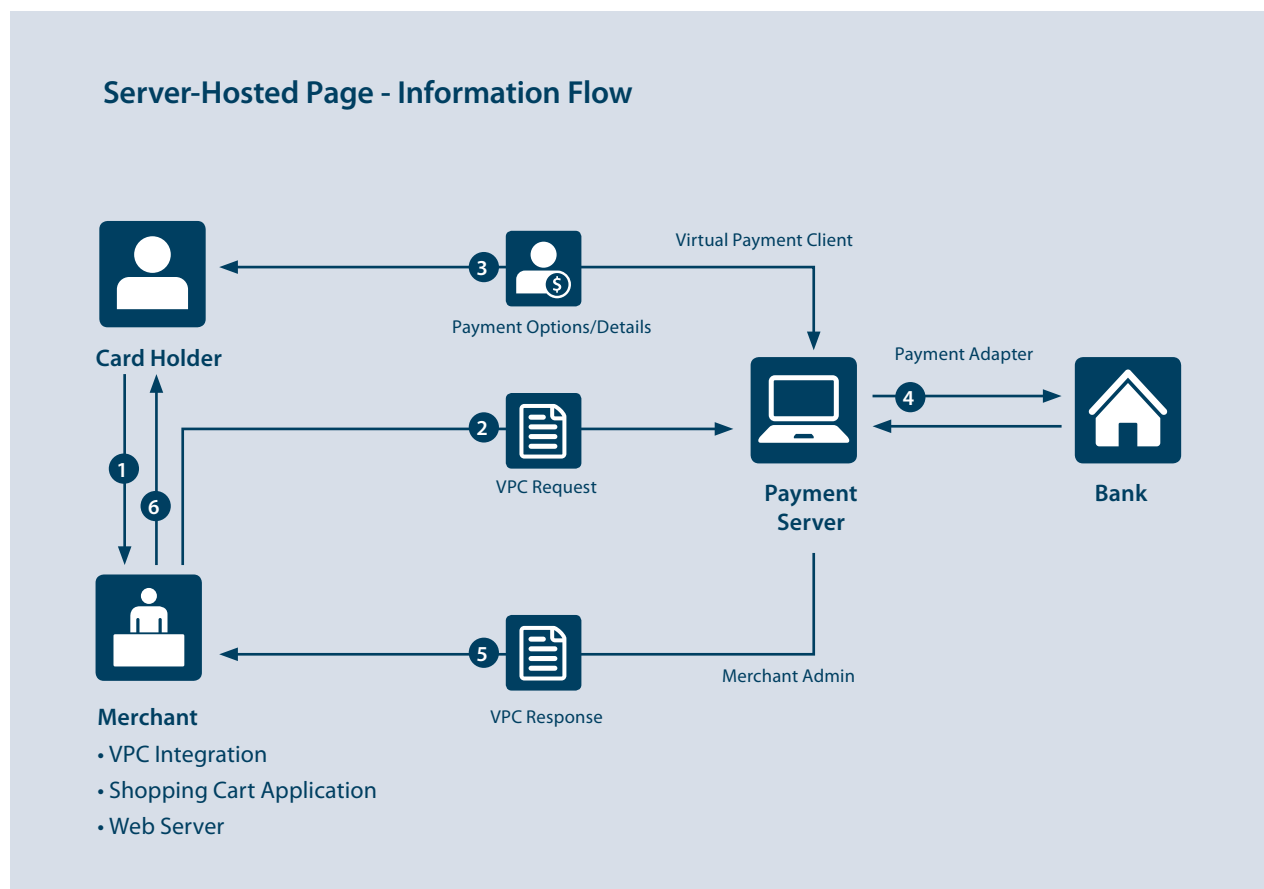 Server-Hosted Page - Information Flow
Virtual Payment Client
3
$
Payment Options/Details
Card Holder
Payment Adapter
4
2
VPC Request
1
6
Payment
Server
Bank
5
Merchant Admin
VPC Response
Merchant
• VPC Integration
• Shopping Cart Application
• Web Server